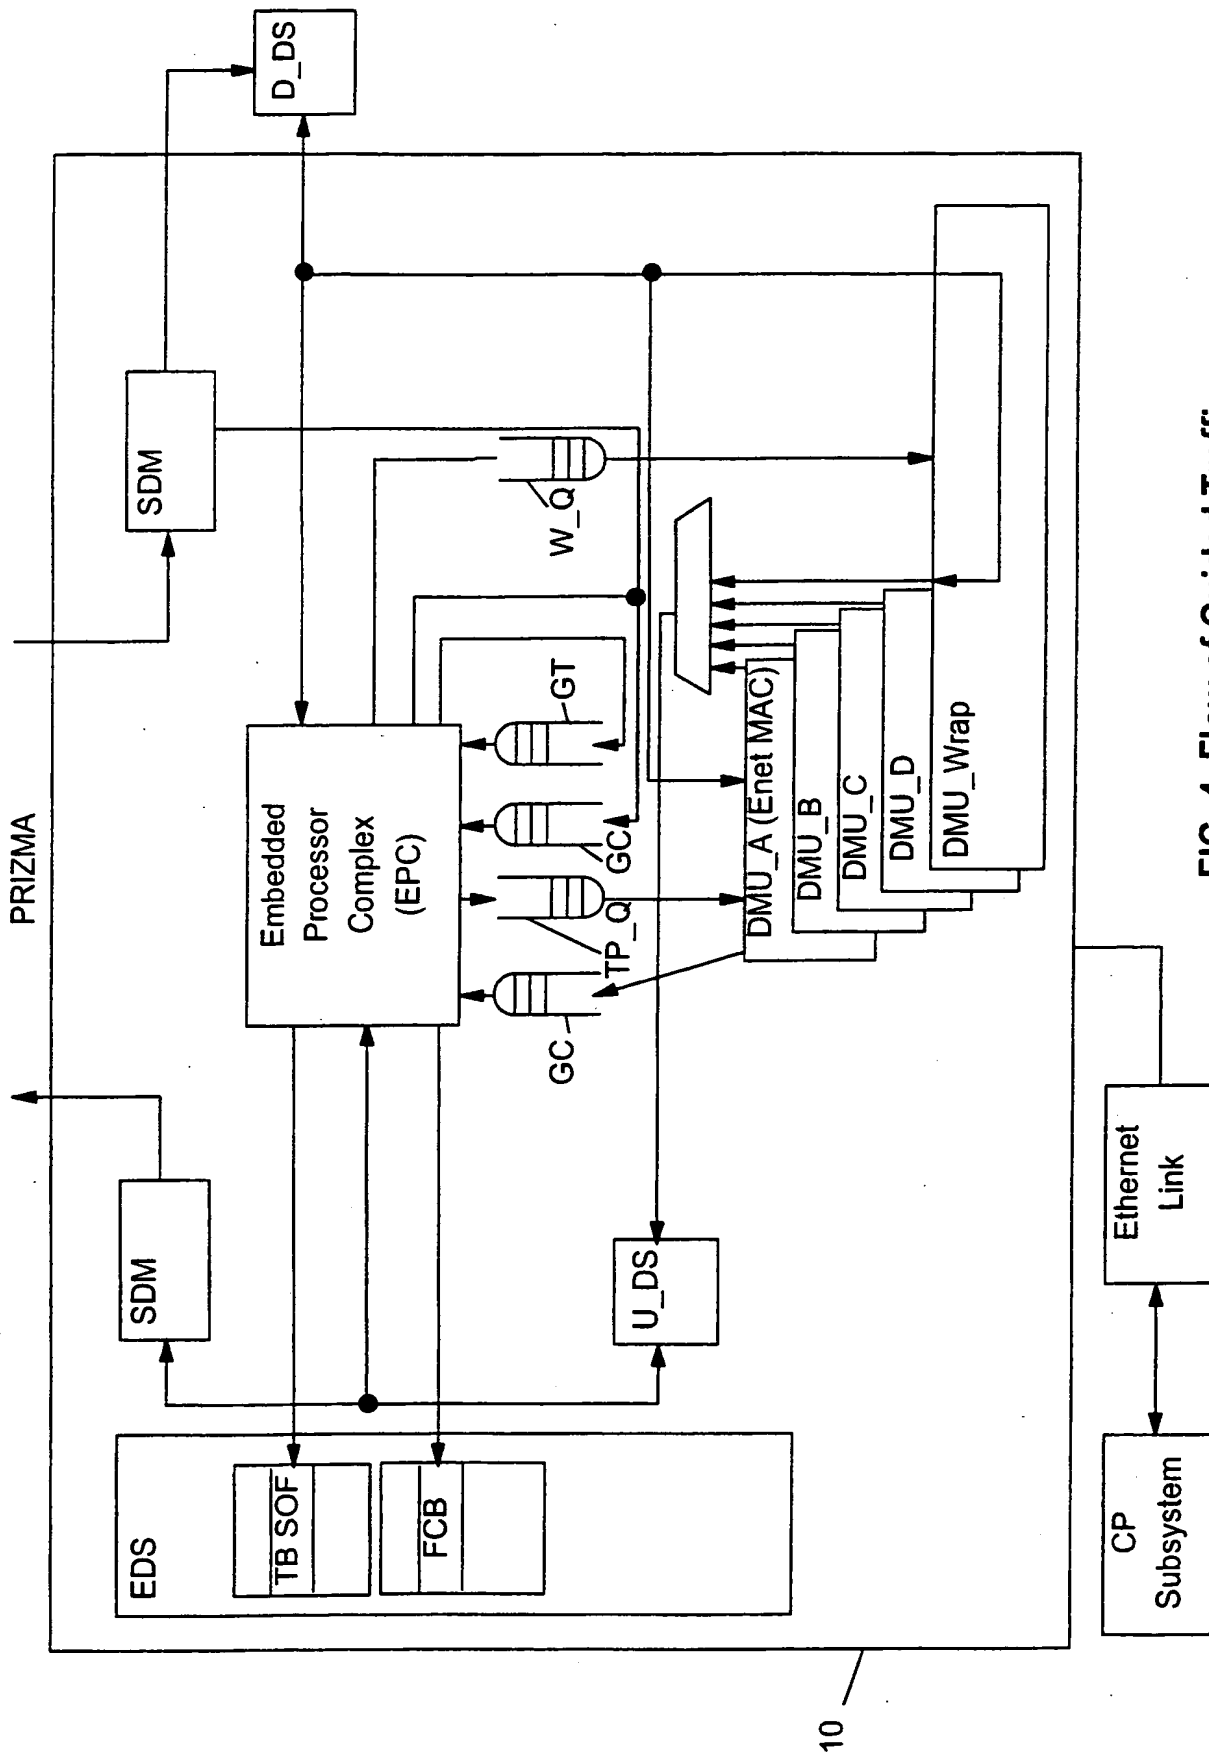 PRIZMA
EDS
TB SOF
FCB
SDM
U_DS
Embedded
Processor
Complex
(EPC)
GC
TP_Q
GC
GT
W_Q
SDM
D_DS
DMU_A (Enet MAC)
DMU_B
DMU_C
DMU_D
DMU_Wrap
10
CP
Subsystem
Ethernet
Link